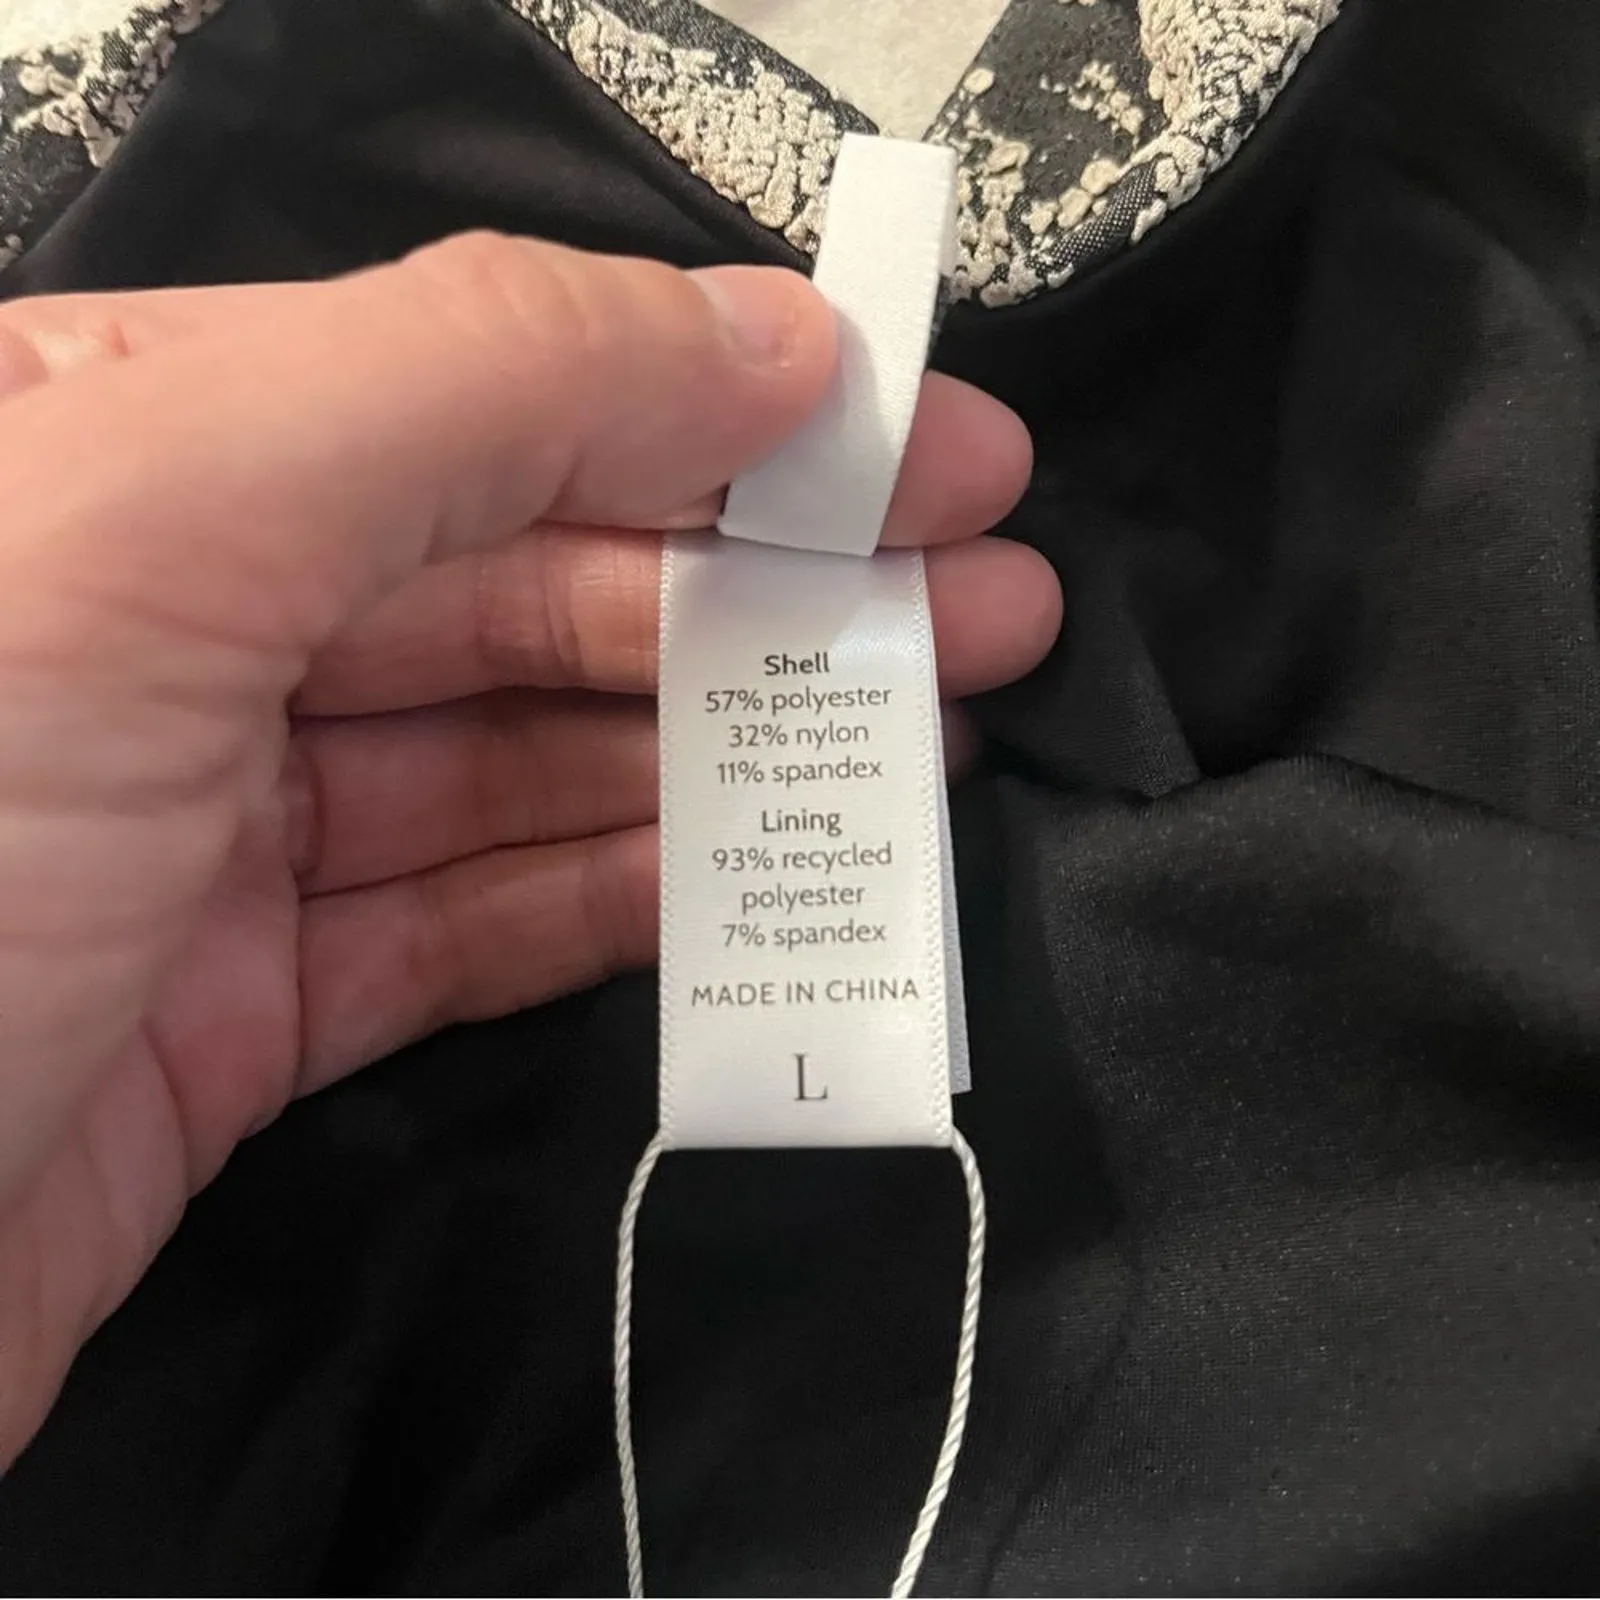 Shell
57% polyester
32% nylon
11% spandex
Lining
93% recycled
polyester
7% spandex
MADE IN CHINA
L